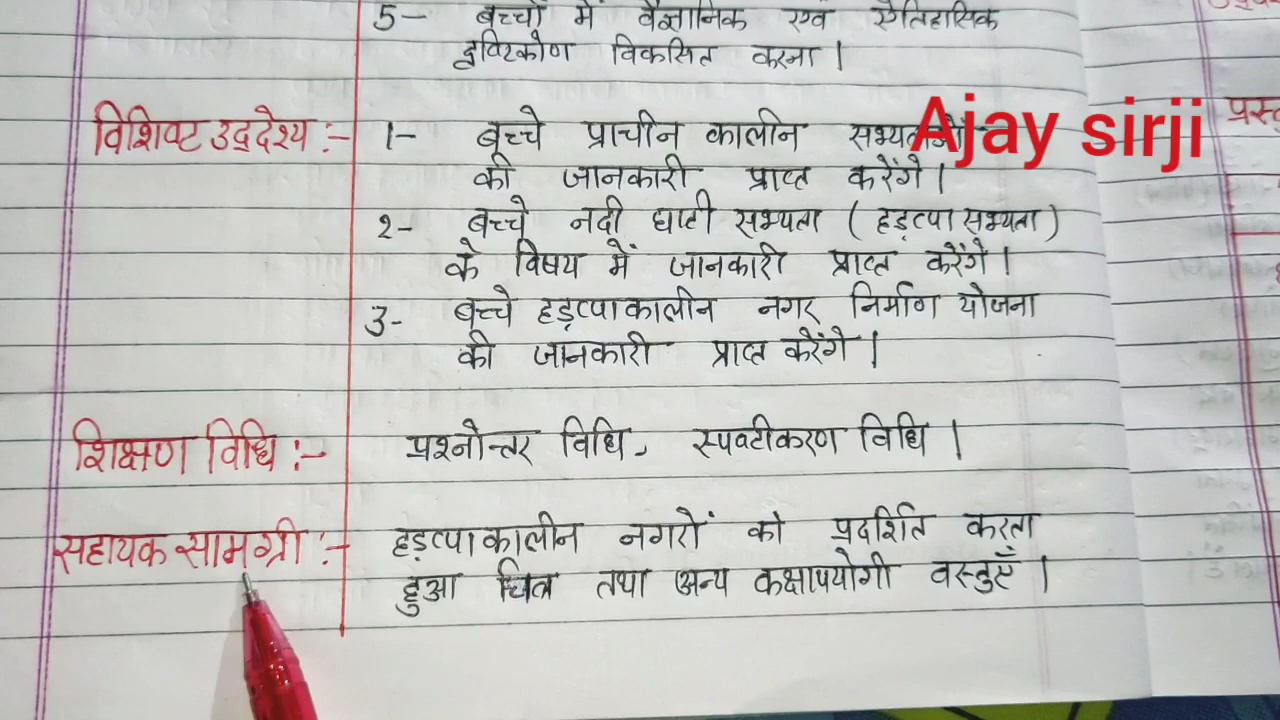 5- बच्चों में वैज्ञानिक एवं ऐतिहासिक
दृष्टिकोण विकसित करना।
विशिष्ट उद्देश्य :- 1- बच्चे प्राचीन कालीन
Ajay sirji
की जानकारी प्राप्त करेंगे।
2- बच्चे नदी घाटी सभ्यता (हड़प्पा सभ्यता)
के विषय में जानकारी प्राप्त करेंगे।
3- बच्चे हड़प्पाकालीन नगर निर्माण योजना
की जानकारी प्राप्त करेंगे।
शिक्षण विधि :- प्रश्नोत्तर विधि, स्पष्टीकरण विधि।
सहायक सामग्री :- हड़प्पाकालीन नगरों को प्रदर्शित करता
हुआ चित्र तथा अन्य कक्षोपयोगी वस्तुएँ।